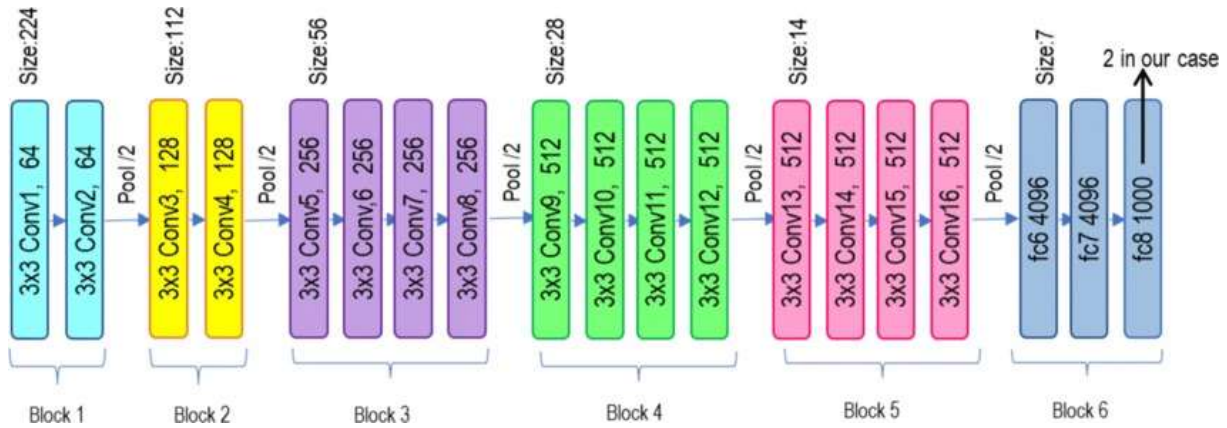 Size:224
3x3 Conv1, 64
3x3 Conv2, 64
Pool /2
Size:112
3x3 Conv3, 128
3x3 Conv4, 128
Pool /2
Size:56
3x3 Conv5, 256
3x3 Conv,6 256
3x3 Conv7, 256
3x3 Conv8, 256
Pool /2
Size:28
3x3 Conv9, 512
3x3 Conv10, 512
3x3 Conv11, 512
3x3 Conv12, 512
Pool /2
Size:14
3x3 Conv13, 512
3x3 Conv14, 512
3x3 Conv15, 512
3x3 Conv16, 512
Pool /2
Size:7
fc6 4096
fc7 4096
fc8 1000
2 in our case
Block 1
Block 2
Block 3
Block 4
Block 5
Block 6